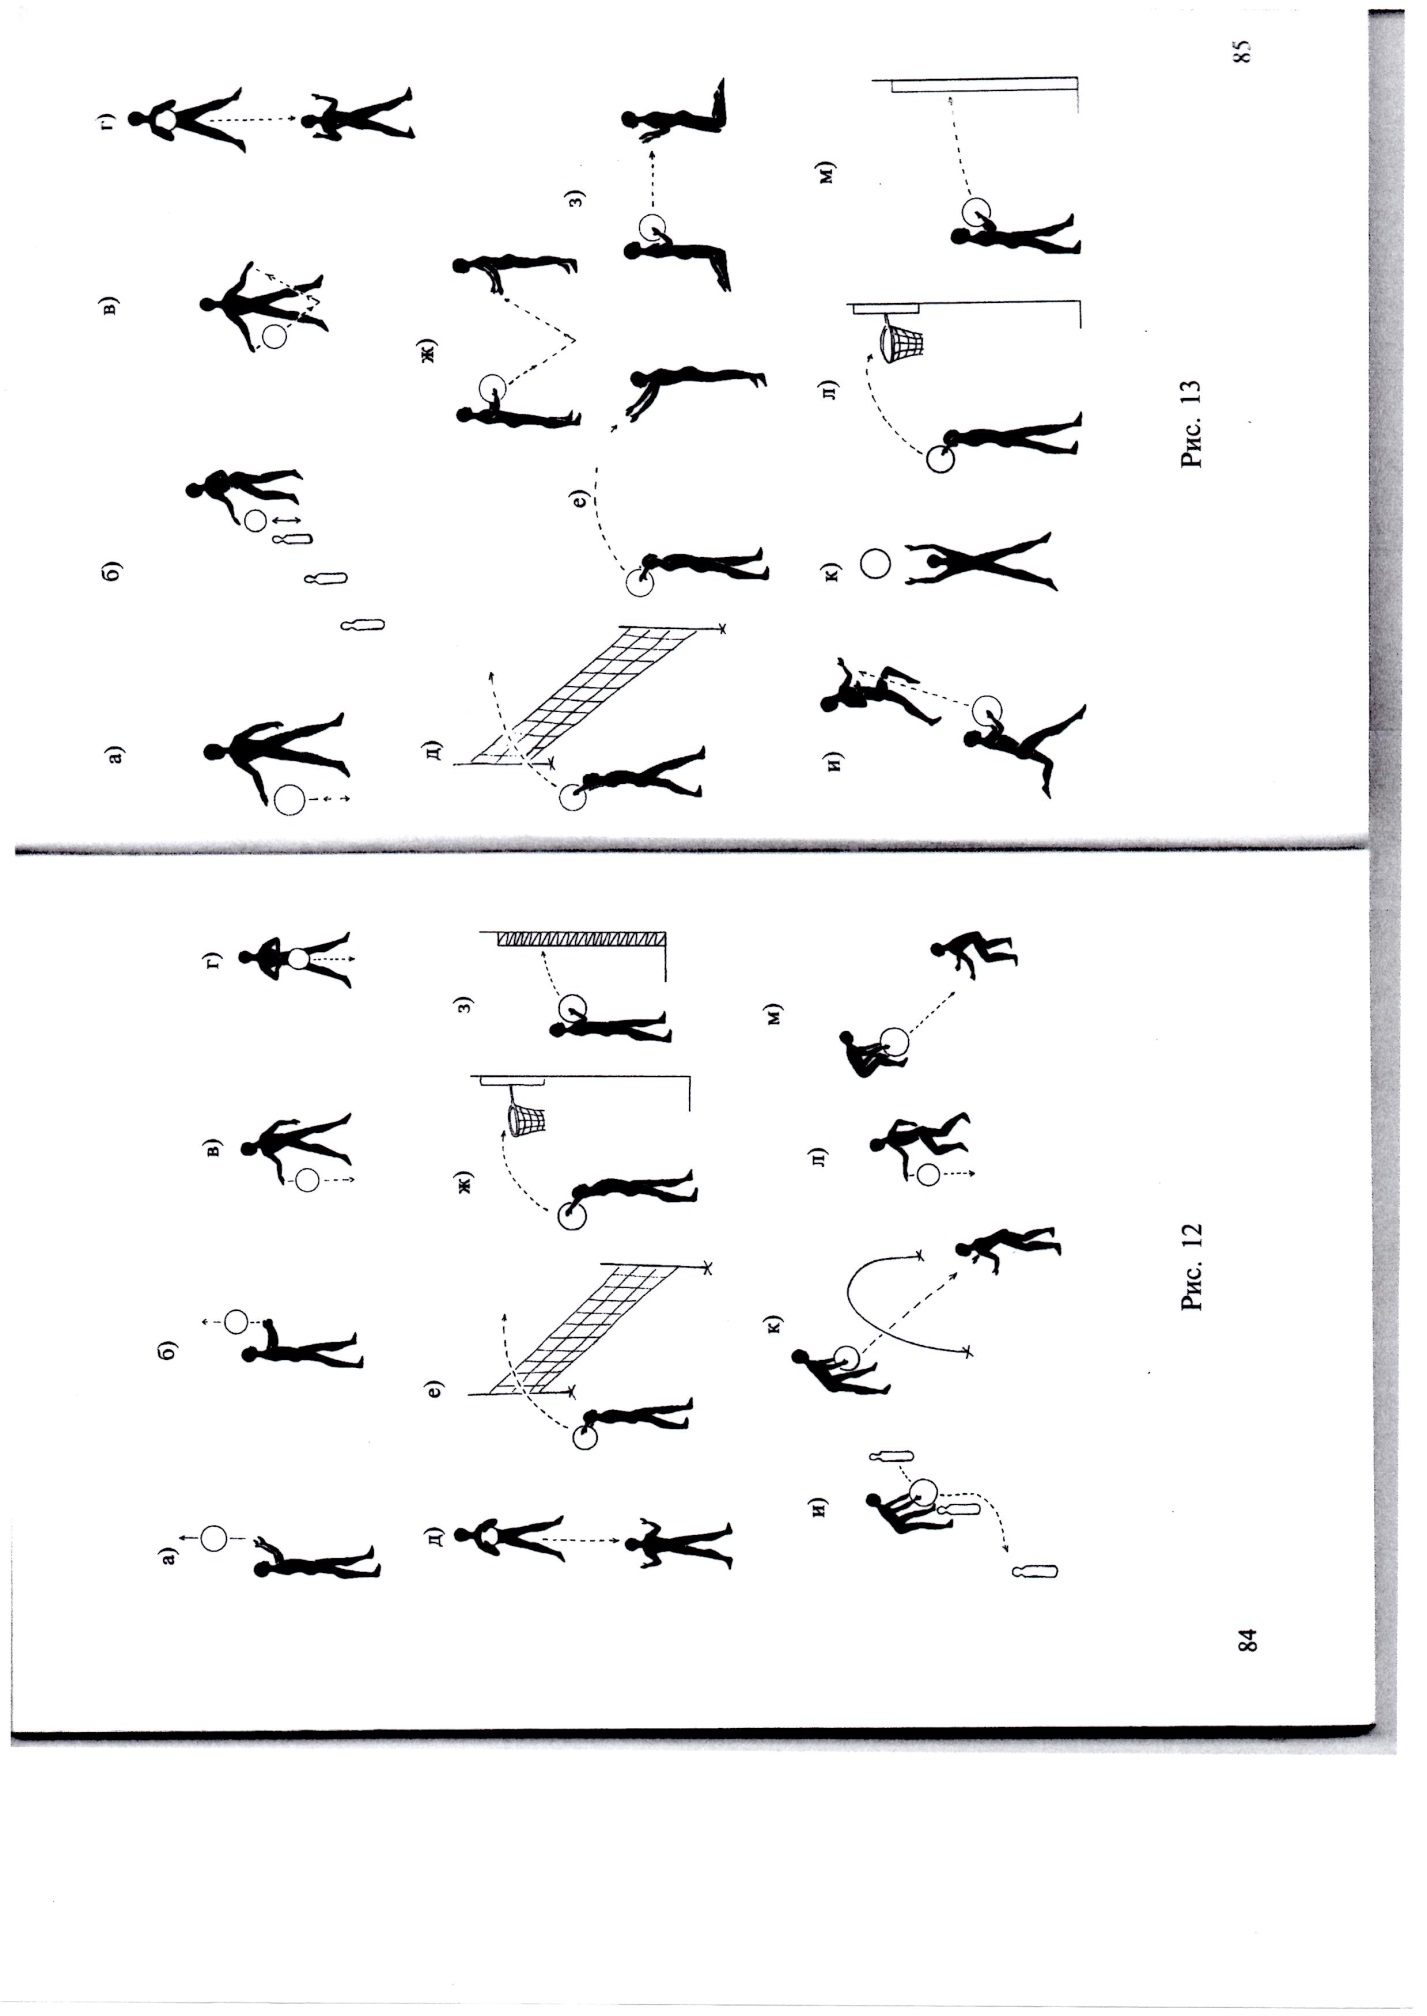 а)
б)
в)
г)
д)
е)
ж)
з)
и)
к)
л)
м)
Рис. 12
84
а)
б)
в)
г)
д)
е)
ж)
з)
и)
к)
л)
м)
Рис. 13
85